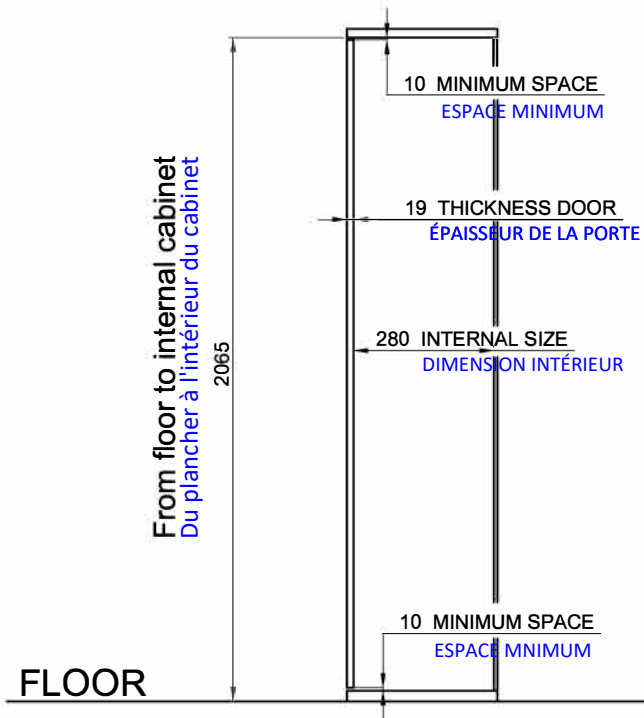 10 MINIMUM SPACE
ESPACE MINIMUM
19 THICKNESS DOOR
ÉPAISSEUR DE LA PORTE
From floor to internal cabinet
Du plancher à l'intérieur du cabinet
2065
280 INTERNAL SIZE
DIMENSION INTÉRIEUR
10 MINIMUM SPACE
ESPACE MNIMUM
FLOOR